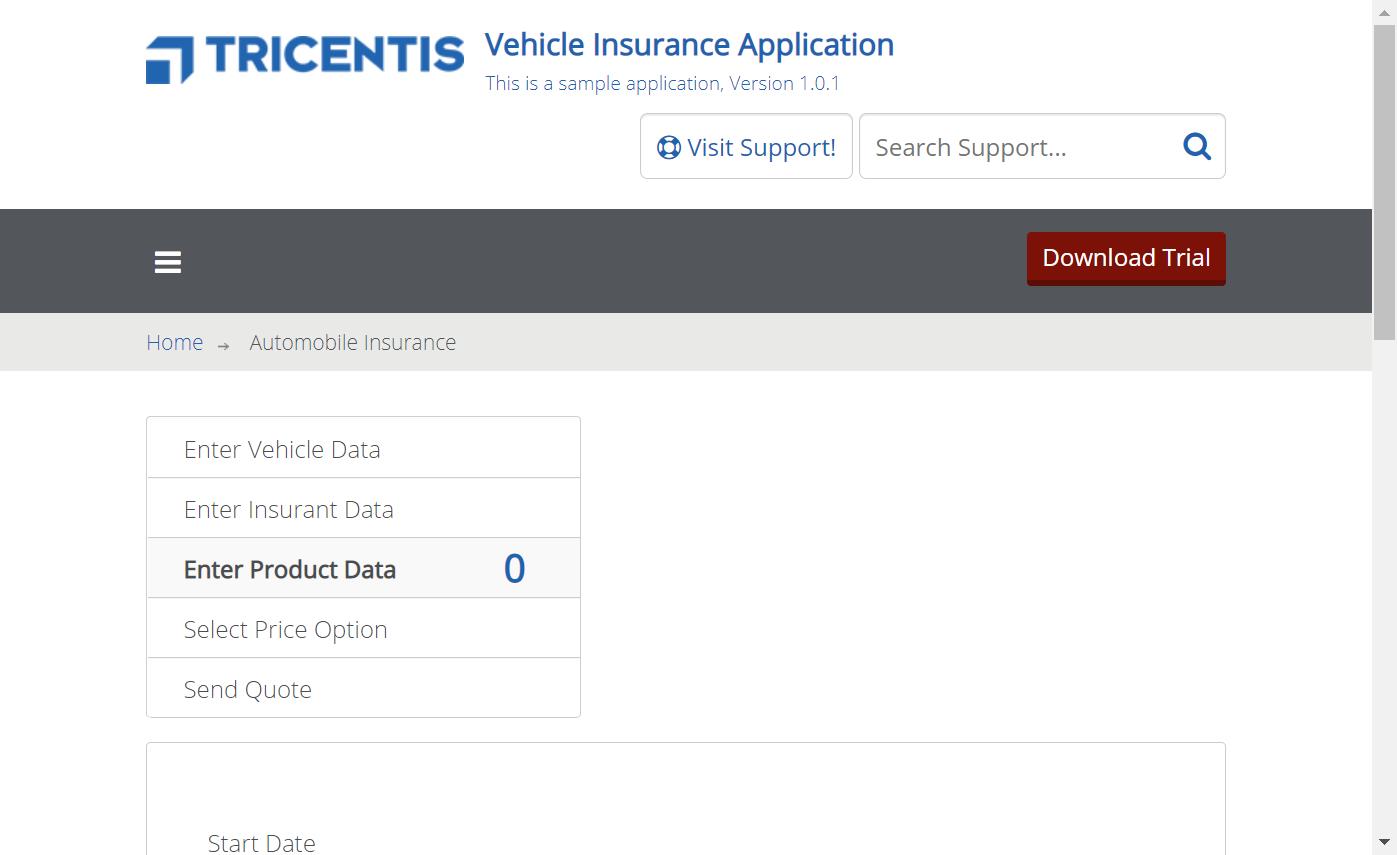 TRICENTIS
Vehicle Insurance Application
This is a sample application, Version 1.0.1
Visit Support!
Search Support...
Download Trial
Home → Automobile Insurance
Enter Vehicle Data
Enter Insurant Data
Enter Product Data 0
Select Price Option
Send Quote
Start Date